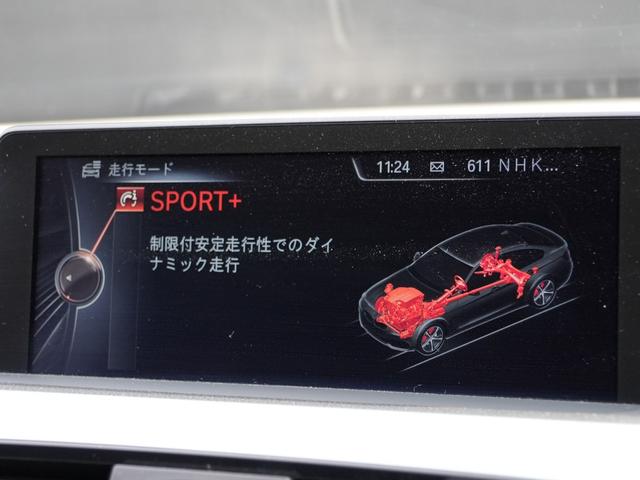 走行モード
11:24
611 NHK...
SPORT+
制限付安定走行性でのダイ
ナミック走行